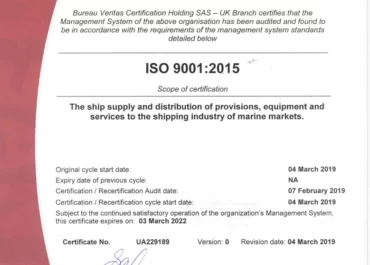 Bureau Veritas Certification Holding SAS – UK Branch certifies that the
Management System of the above organisation has been audited and found to
be in accordance with the requirements of the management system standards
detailed below
ISO 9001:2015
Scope of certification
The ship supply and distribution of provisions, equipment and
services to the shipping industry of marine markets.
Original cycle start date: 04 March 2019
Expiry date of previous cycle: NA
Certification / Recertification Audit date: 07 February 2019
Certification / Recertification cycle start date: 04 March 2019
Subject to the continued satisfactory operation of the organization's Management System,
this certificate expires on: 03 March 2022
Certificate No. UA229189 Version: 0 Revision date: 04 March 2019